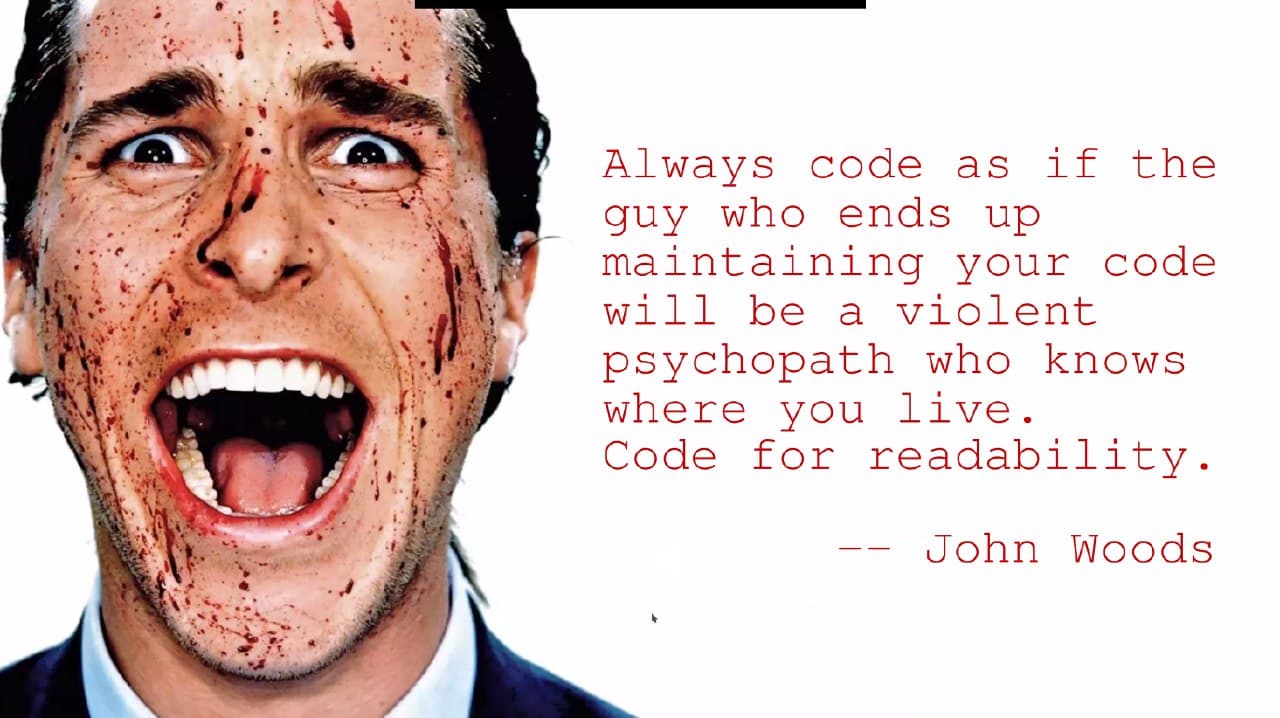 Always code as if the
guy who ends up
maintaining your code
will be a violent
psychopath who knows
where you live.
Code for readability.
-- John Woods